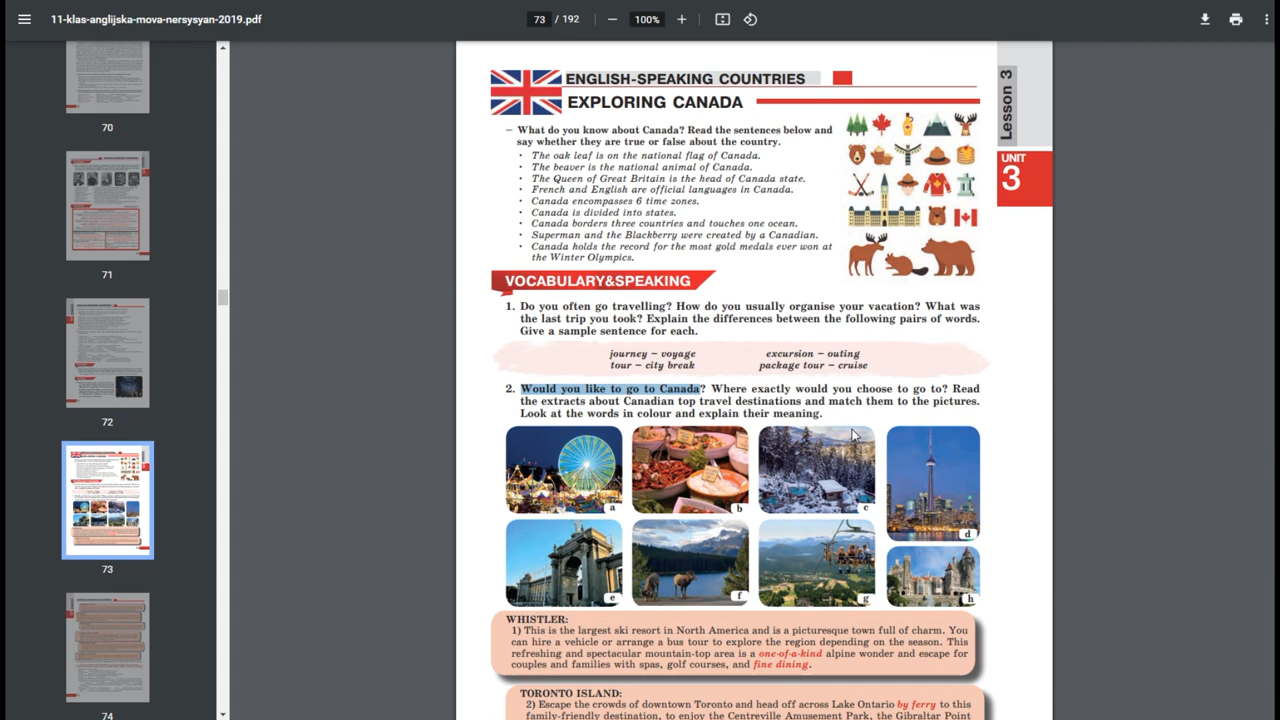 11-klas-anglijska-mova-nersysyan-2019.pdf
73 / 192
100%
70
71
72
73
74
ENGLISH-SPEAKING COUNTRIES
EXPLORING CANADA
Lesson 3
UNIT
3
– What do you know about Canada? Read the sentences below and
say whether they are true or false about the country.
• The oak leaf is on the national flag of Canada.
• The beaver is the national animal of Canada.
• The Queen of Great Britain is the head of Canada state.
• French and English are official languages in Canada.
• Canada encompasses 6 time zones.
• Canada is divided into states.
• Canada borders three countries and touches one ocean.
• Superman and the Blackberry were created by a Canadian.
• Canada holds the record for the most gold medals ever won at
the Winter Olympics.
VOCABULARY&SPEAKING
1. Do you often go travelling? How do you usually organise your vacation? What was
the last trip you took? Explain the differences between the following pairs of words.
Give a sample sentence for each.
journey – voyage
excursion – outing
tour – city break
package tour – cruise
2. Would you like to go to Canada? Where exactly would you choose to go to? Read
the extracts about Canadian top travel destinations and match them to the pictures.
Look at the words in colour and explain their meaning.
a
b
c
d
e
f
g
h
WHISTLER:
1) This is the largest ski resort in North America and is a picturesque town full of charm. You
can hire a vehicle or arrange a bus tour to explore the region depending on the season. This
refreshing and spectacular mountain-top area is a one-of-a-kind alpine wonder and escape for
couples and families with spas, golf courses, and fine dining.
TORONTO ISLAND:
2) Escape the crowds of downtown Toronto and head off across Lake Ontario by ferry to this
family-friendly destination, to enjoy the Centreville Amusement Park, the Gibraltar Point